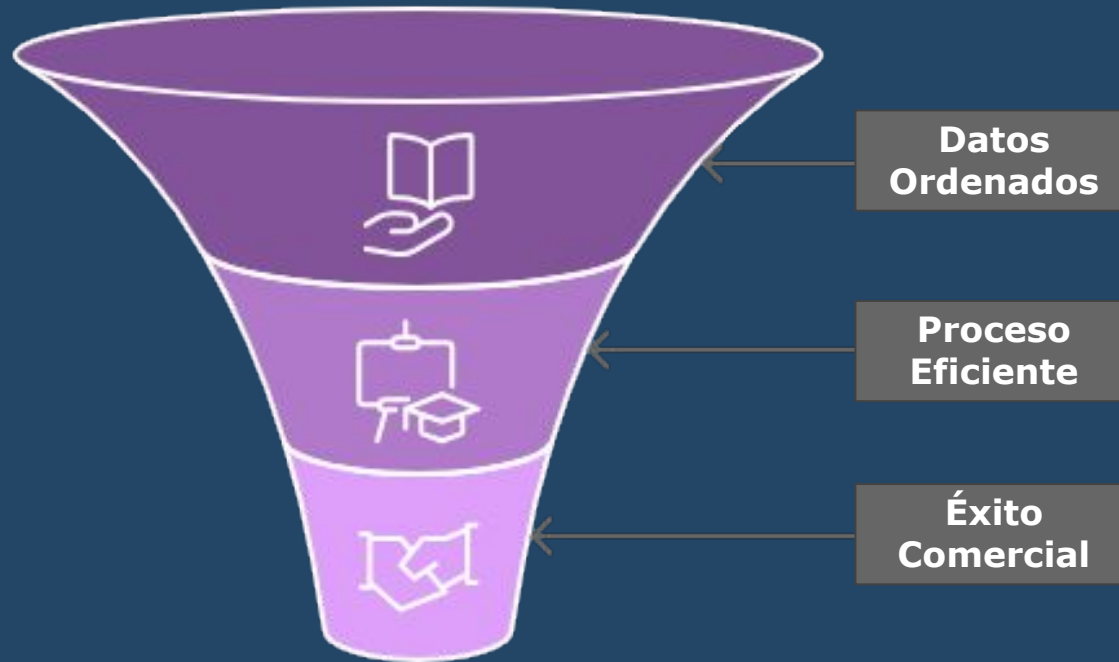 Datos
Ordenados
Proceso
Eficiente
Éxito
Comercial